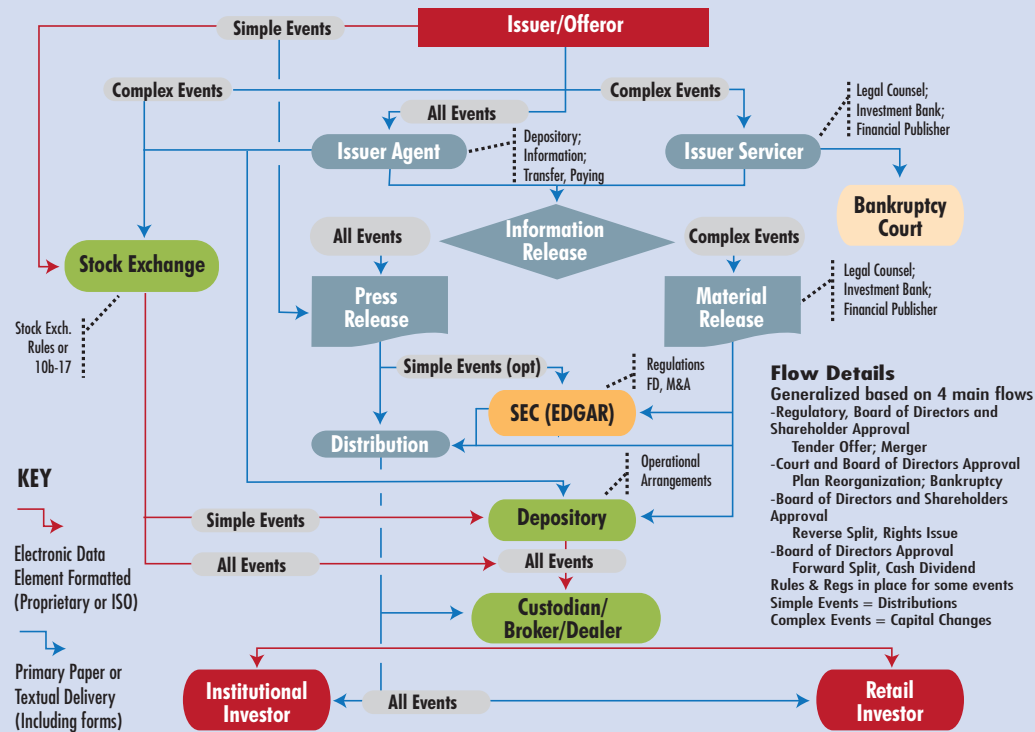 Simple Events
Issuer/Offeror
Complex Events
Complex Events
Legal Counsel;
Investment Bank;
Financial Publisher
All Events
Issuer Agent
Depository;
Information;
Transfer, Paying
Issuer Servicer
Bankruptcy
Court
All Events
Information
Release
Complex Events
Stock Exchange
Press
Release
Material
Release
Legal Counsel;
Investment Bank;
Financial Publisher
Stock Exch.
Rules or
10b-17
Simple Events (opt)
Regulations
FD, M&A
SEC (EDGAR)
Distribution
Operational
Arrangements
Flow Details
Generalized based on 4 main flows
-Regulatory, Board of Directors and
Shareholder Approval
Tender Offer; Merger
-Court and Board of Directors Approval
Plan Reorganization; Bankruptcy
-Board of Directors and Shareholders
Approval
Reverse Split, Rights Issue
-Board of Directors Approval
Forward Split, Cash Dividend
Rules & Regs in place for some events
Simple Events = Distributions
Complex Events = Capital Changes
KEY
Electronic Data
Element Formatted
(Proprietary or ISO)
Primary Paper or
Textual Delivery
(Including forms)
Simple Events
Depository
All Events
All Events
Custodian/
Broker/Dealer
Institutional
Investor
All Events
Retail
Investor